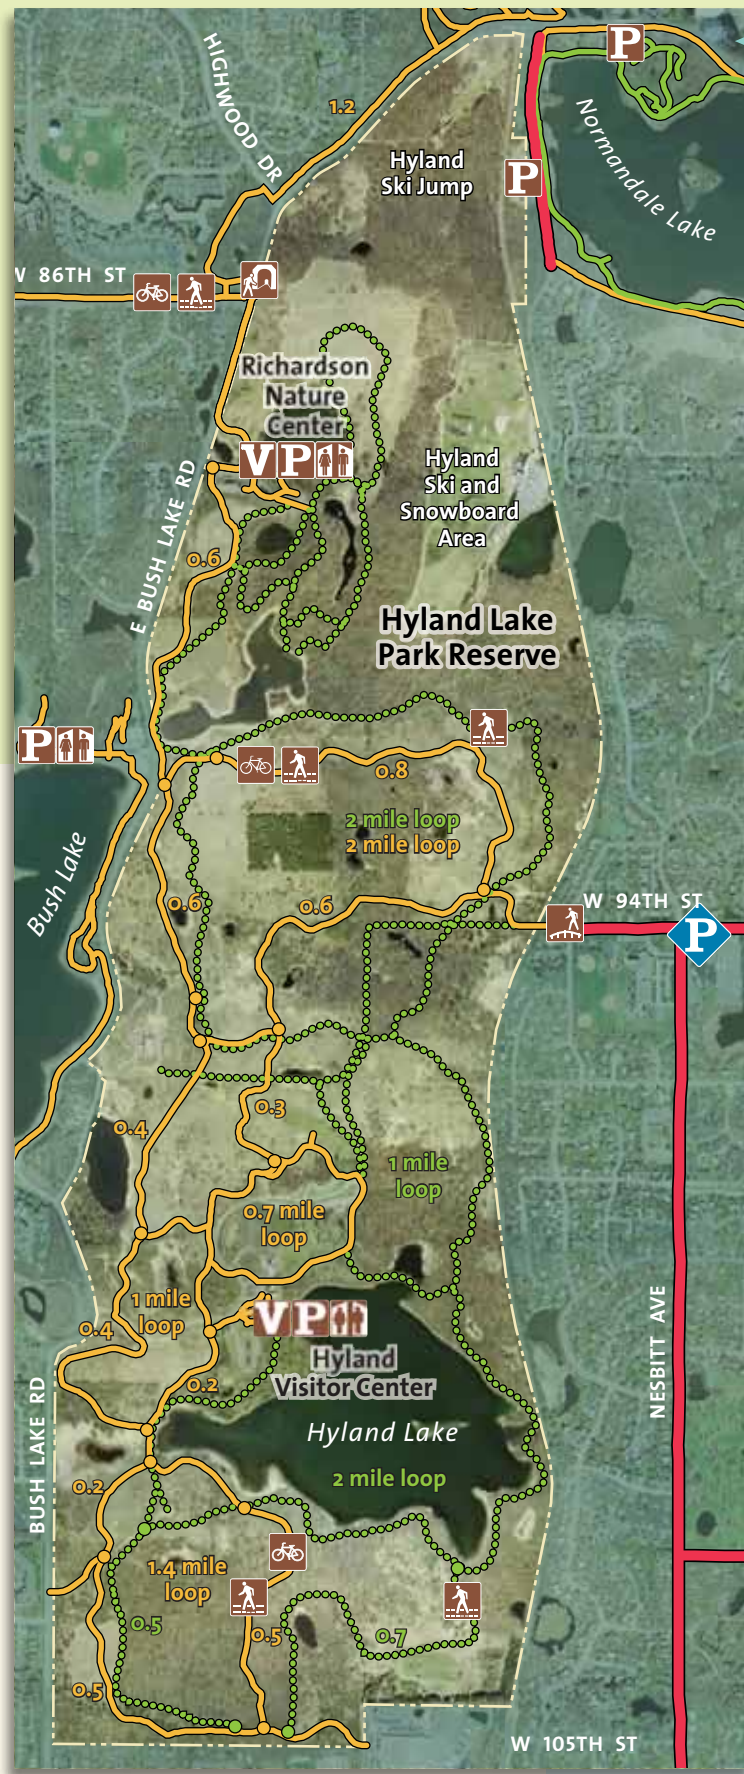 HIGHWOOD DR
1.2
P
Normandale Lake
Hyland
Ski Jump
P
W 86TH ST
Richardson
Nature
Center
V P
E BUSH LAKE RD
Hyland
Ski and
Snowboard
Area
0.6
Hyland Lake
Park Reserve
P
0.8
2 mile loop
2 mile loop
Bush Lake
0.6
0.6
W 94TH ST
P
0.3
0.4
1 mile
loop
0.7 mile
loop
1 mile
loop
0.4
V P
Hyland
Visitor Center
NESBITT AVE
0.2
BUSH LAKE RD
Hyland Lake
2 mile loop
0.2
1.4 mile
loop
0.5
0.5
0.7
0.5
W 105TH ST